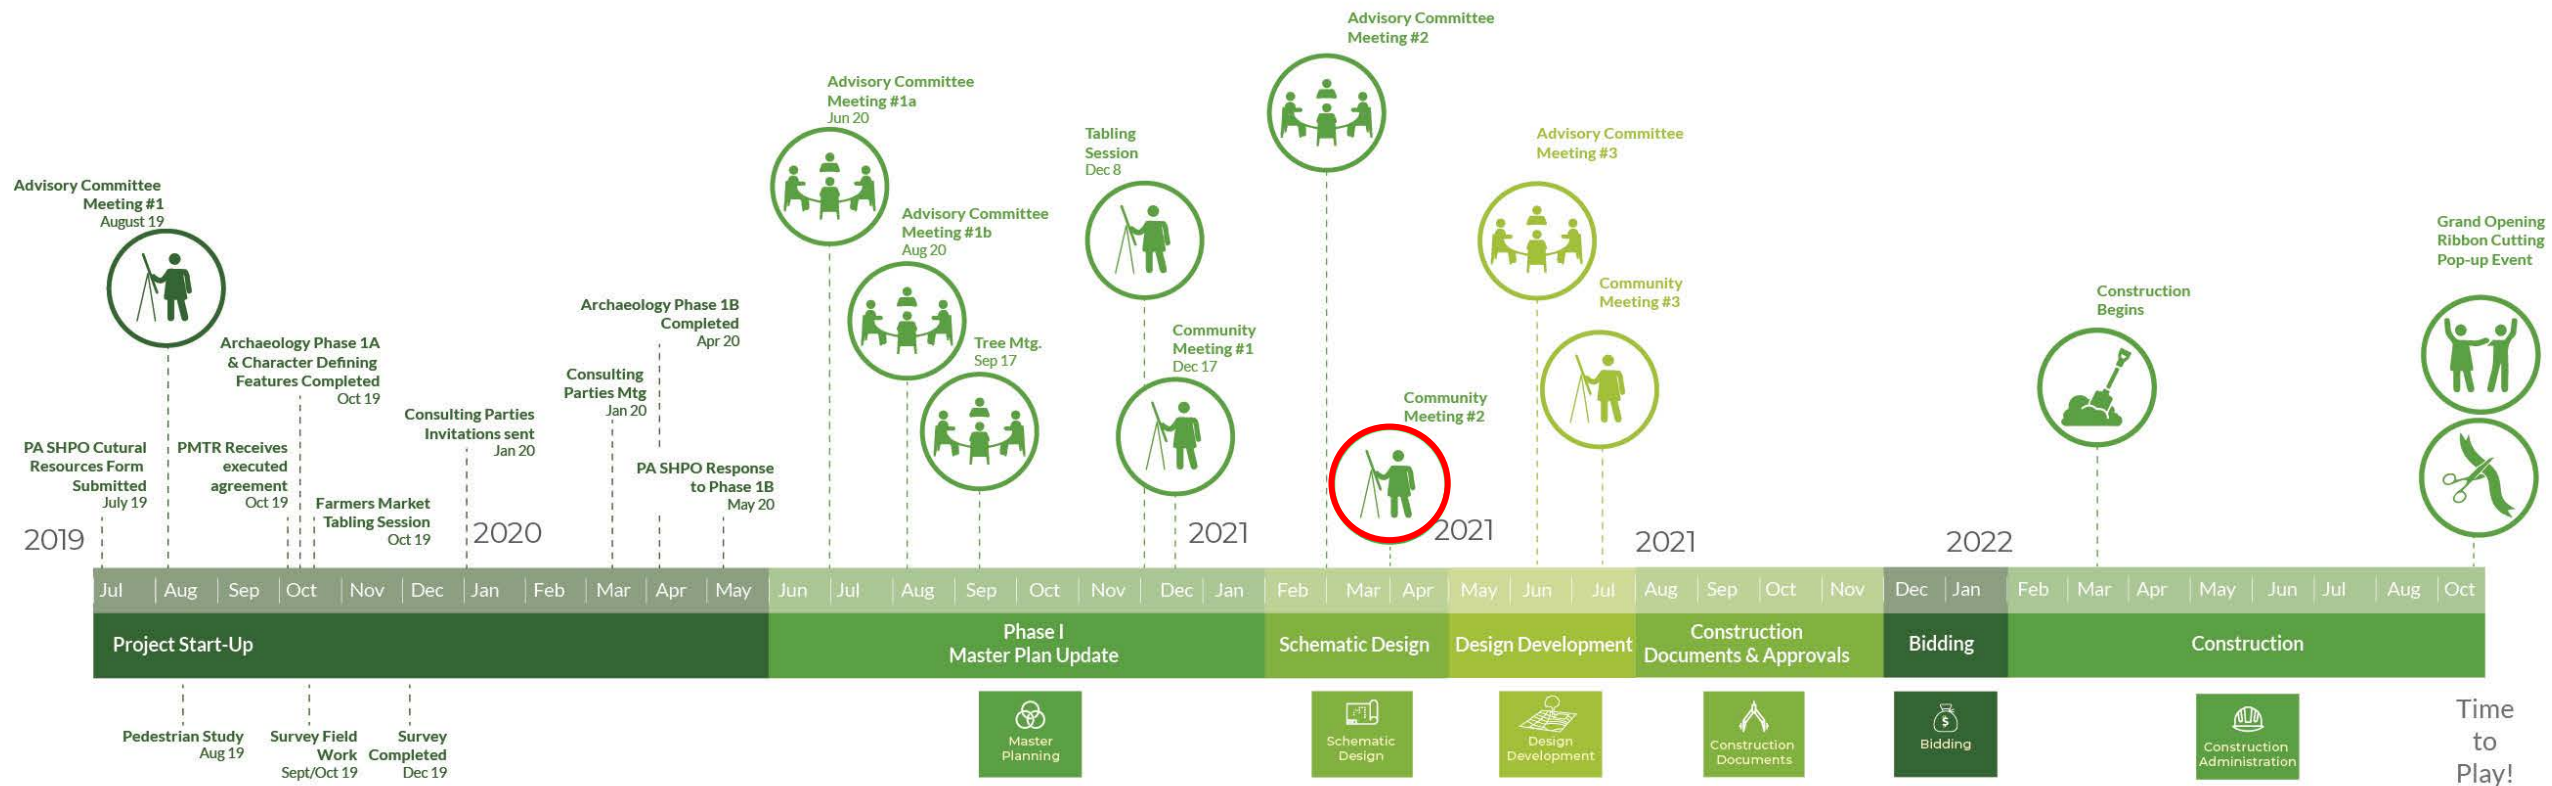 Advisory Committee
Meeting #2
Advisory Committee
Meeting #1a
Jun 20
Tabling
Session
Dec 8
Advisory Committee
Meeting #3
Advisory Committee
Meeting #1
August 19
Advisory Committee
Meeting #1b
Aug 20
Grand Opening
Ribbon Cutting
Pop-up Event
Community
Meeting #3
Construction
Begins
Archaeology Phase 1B
Completed
Apr 20
Community
Meeting #1
Dec 17
Tree Mtg.
Sep 17
Archaeology Phase 1A
& Character Defining
Features Completed
Oct 19
Consulting
Parties Mtg
Jan 20
Community
Meeting #2
Consulting Parties
Invitations sent
Jan 20
PA SHPO Cutural
Resources Form
Submitted
July 19
PMTR Receives
executed
agreement
Oct 19
PA SHPO Response
to Phase 1B
May 20
Farmers Market
Tabling Session
Oct 19
2019
2020
2021
2021
2021
2022
Jul Aug Sep Oct Nov Dec Jan Feb Mar Apr May Jun Jul Aug Sep Oct Nov Dec Jan Feb Mar Apr May Jun Jul Aug Sep Oct Nov Dec Jan Feb Mar Apr May Jun Jul Aug Oct
Project Start-Up
Phase I
Master Plan Update
Schematic Design
Design Development
Construction
Documents & Approvals
Bidding
Construction
Pedestrian Study
Aug 19
Survey Field
Work
Sept/Oct 19
Survey
Completed
Dec 19
Master
Planning
Schematic
Design
Design
Development
Construction
Documents
$
Bidding
Construction
Administration
Time
to
Play!